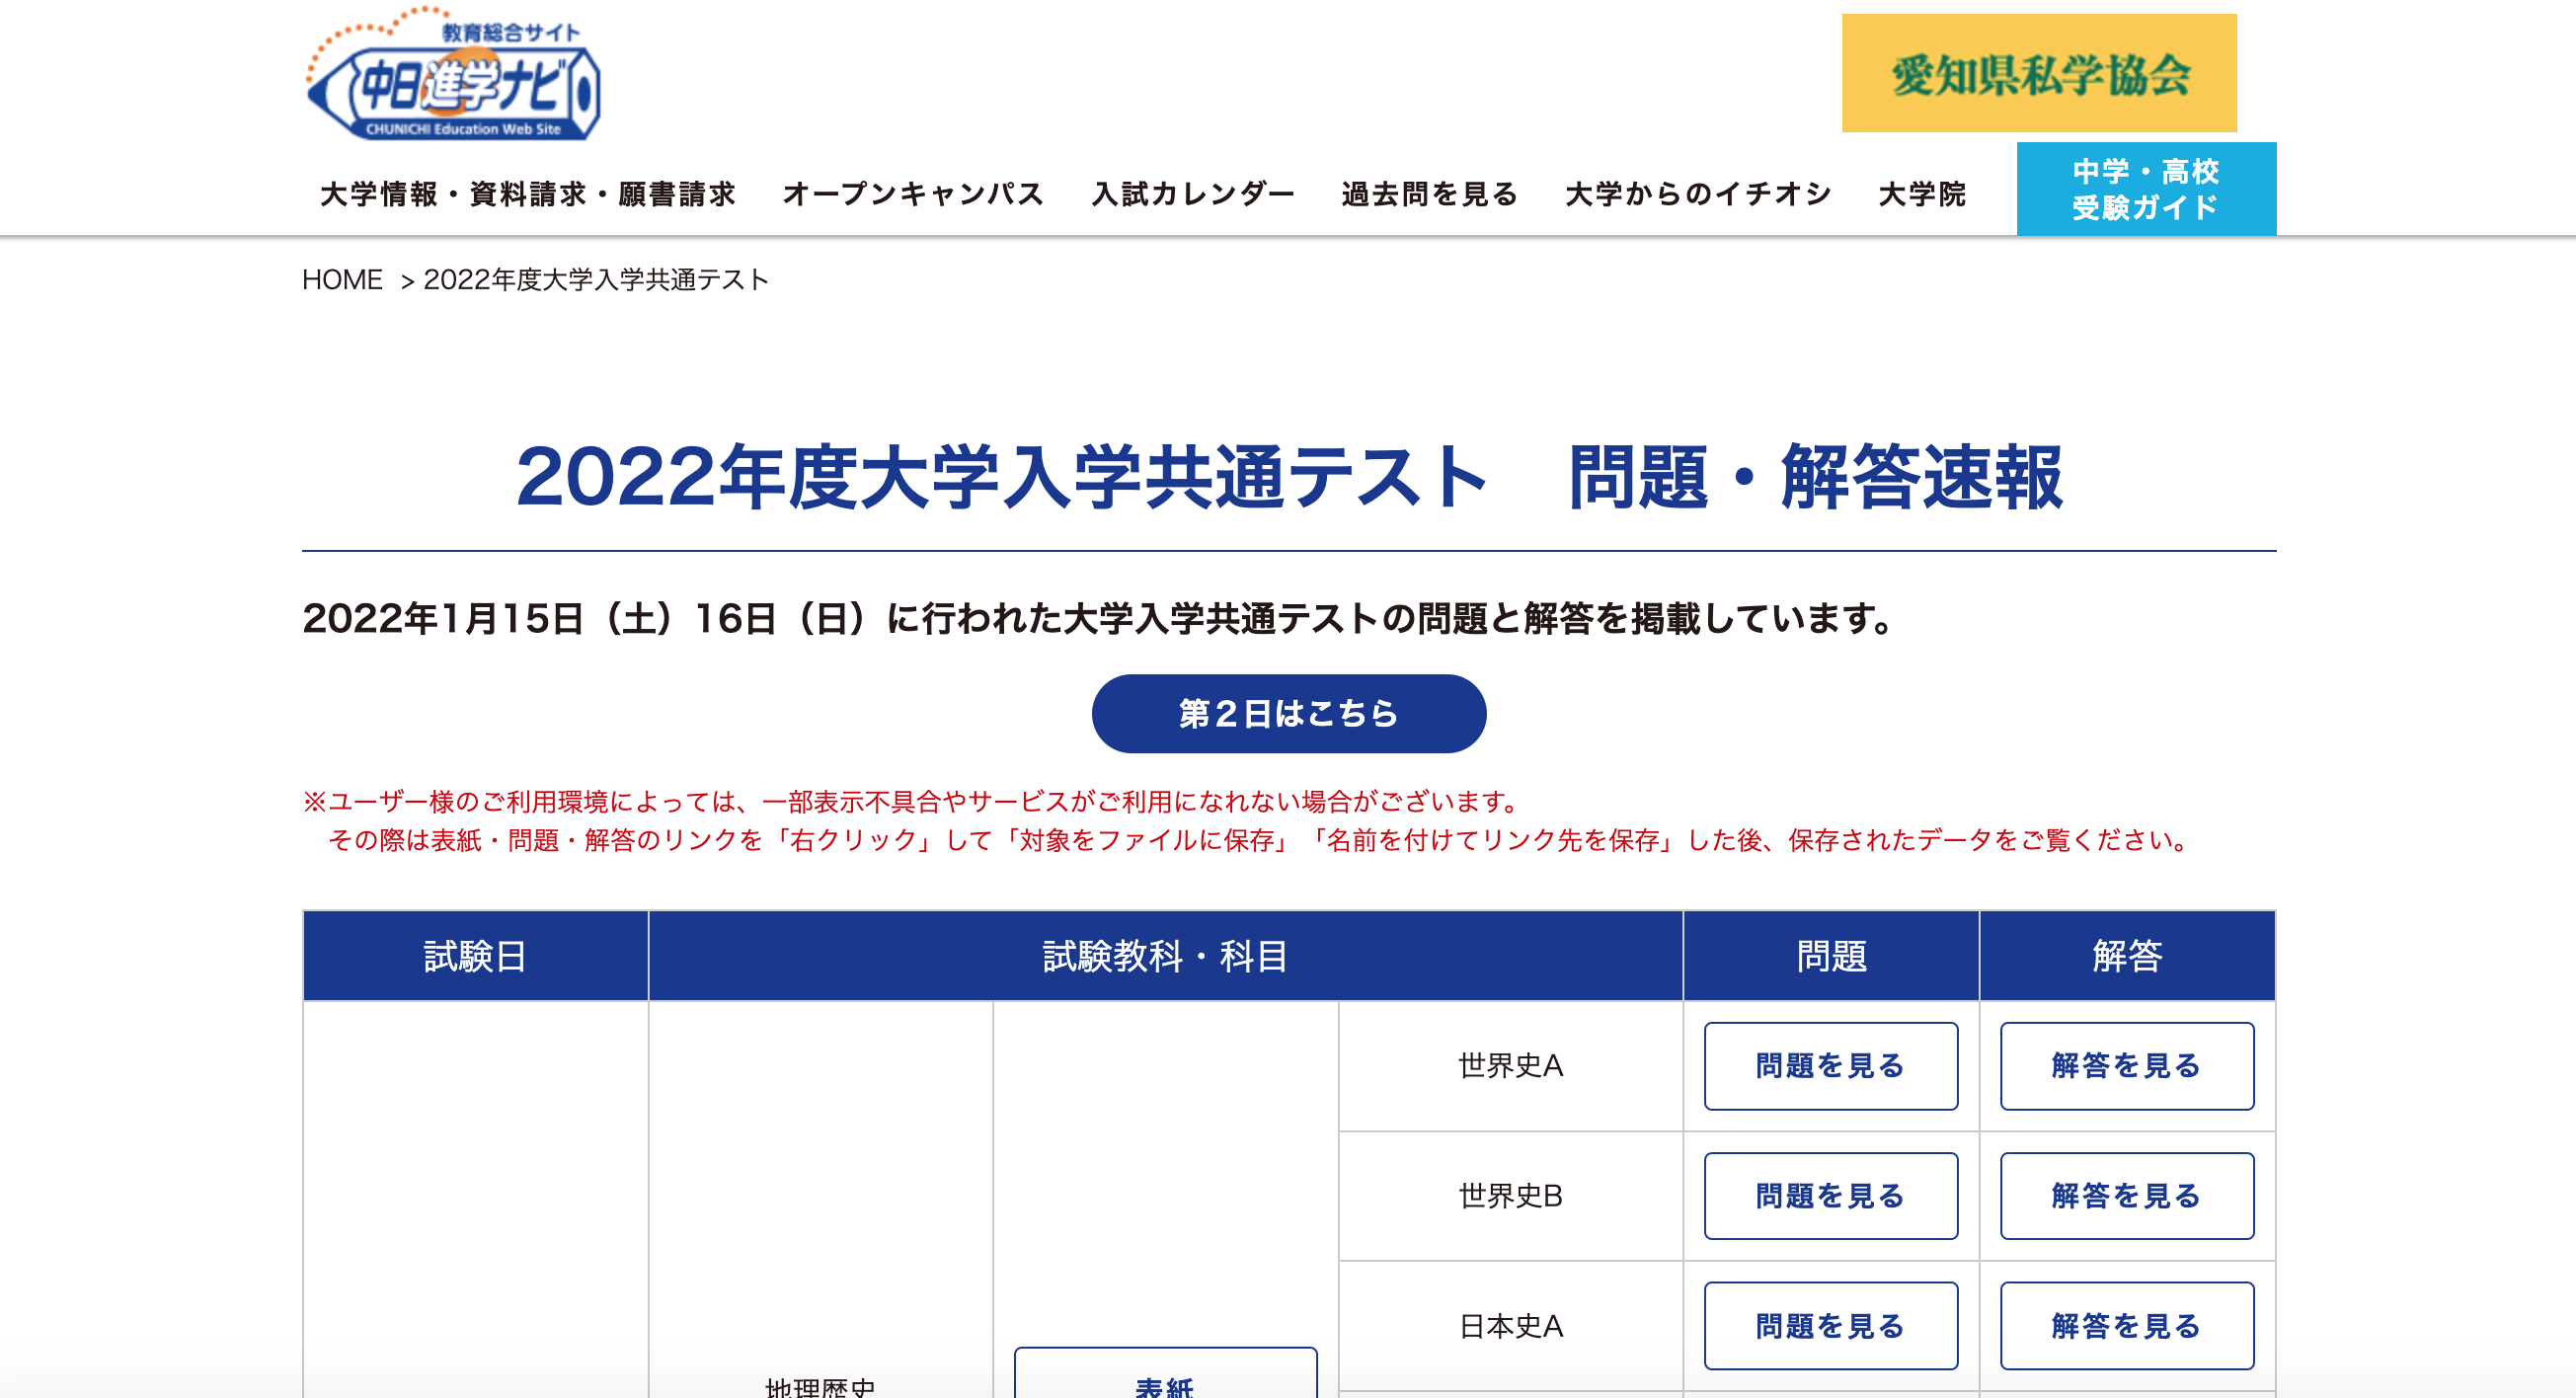 教育総合サイト
中日進学ナビ
CHUNICHI Education Web Site
愛知県私学協会
大学情報・資料請求・願書請求 オープンキャンパス 入試カレンダー 過去問を見る 大学からのイチオシ 大学院
中学・高校
受験ガイド
HOME > 2022年度大学入学共通テスト
2022年度大学入学共通テスト　問題・解答速報
2022年1月15日（土）16日（日）に行われた大学入学共通テストの問題と解答を掲載しています。
第２日はこちら
※ユーザー様のご利用環境によっては、一部表示不具合やサービスがご利用になれない場合がございます。
その際は表紙・問題・解答のリンクを「右クリック」して「対象をファイルに保存」「名前を付けてリンク先を保存」した後、保存されたデータをご覧ください。
試験日 試験教科・科目 問題 解答
世界史A 問題を見る 解答を見る
世界史B 問題を見る 解答を見る
日本史A 問題を見る 解答を見る
地理歴史 表紙